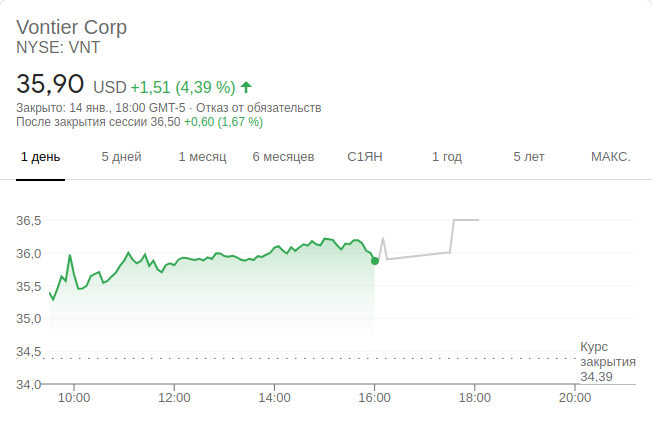 Vontier Corp
NYSE: VNT
35,90 USD +1,51 (4,39 %)
Закрыто: 14 янв., 18:00 GMT-5 · Отказ от обязательств
После закрытия сессии 36,50 +0,60 (1,67 %)
1 день 5 дней 1 месяц 6 месяцев С1ЯН 1 год 5 лет МАКС.
36,5
36,0
35,5
35,0
34,5
34,0
Курс
закрытия
34,39
10:00 12:00 14:00 16:00 18:00 20:00